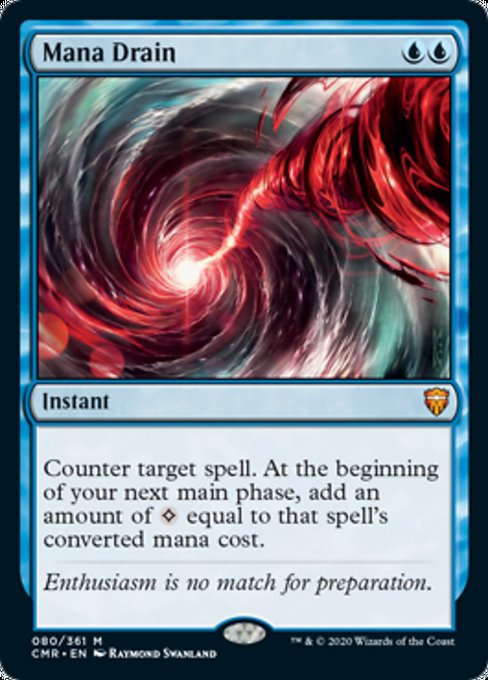 Mana Drain
Instant
Counter target spell. At the beginning
of your next main phase, add an
amount of equal to that spell's
converted mana cost.
Enthusiasm is no match for preparation.
080/361 M
CMR • EN Raymond Swanland
™ & © 2020 Wizards of the Coast